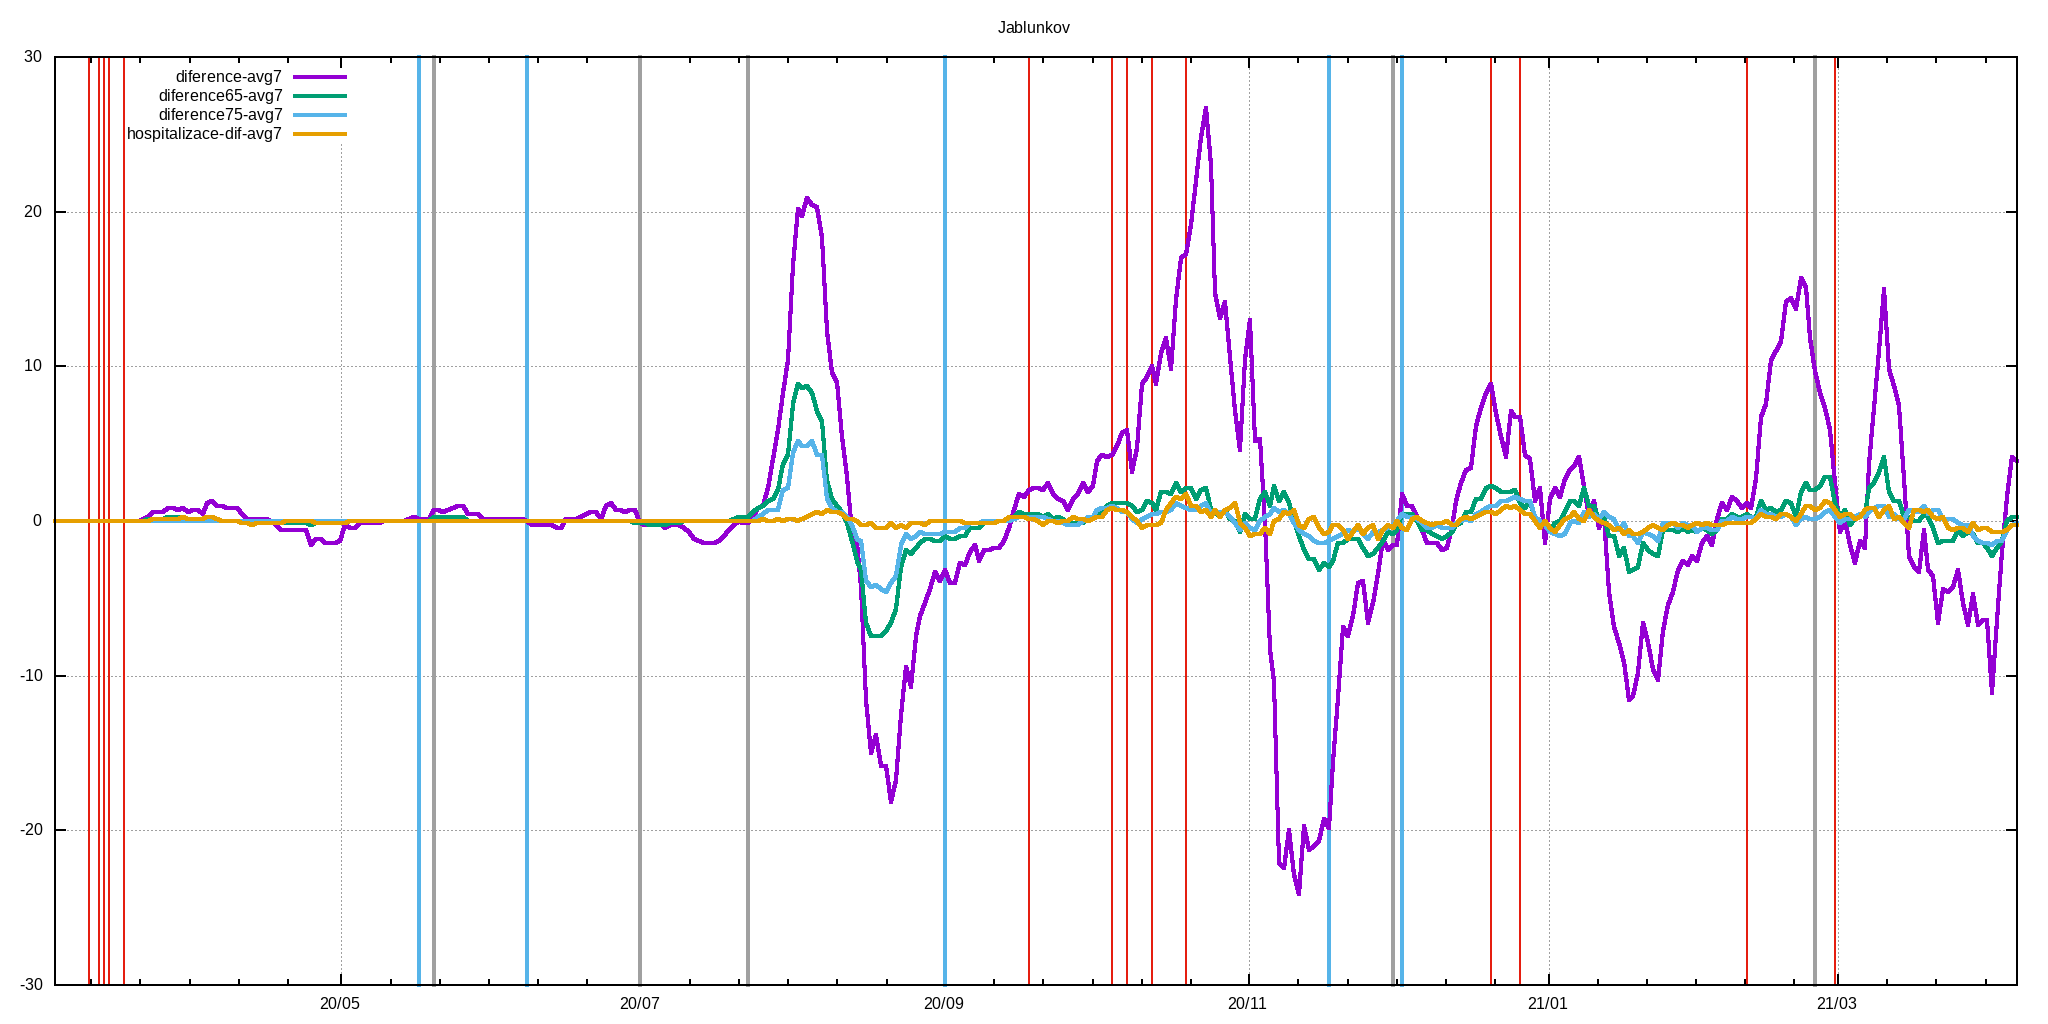 Jablunkov
30
diference-avg7
diference65-avg7
diference75-avg7
hospitalizace-dif-avg7
20
10
0
-10
-20
-30
20/05 20/07 20/09 20/11 21/01 21/03